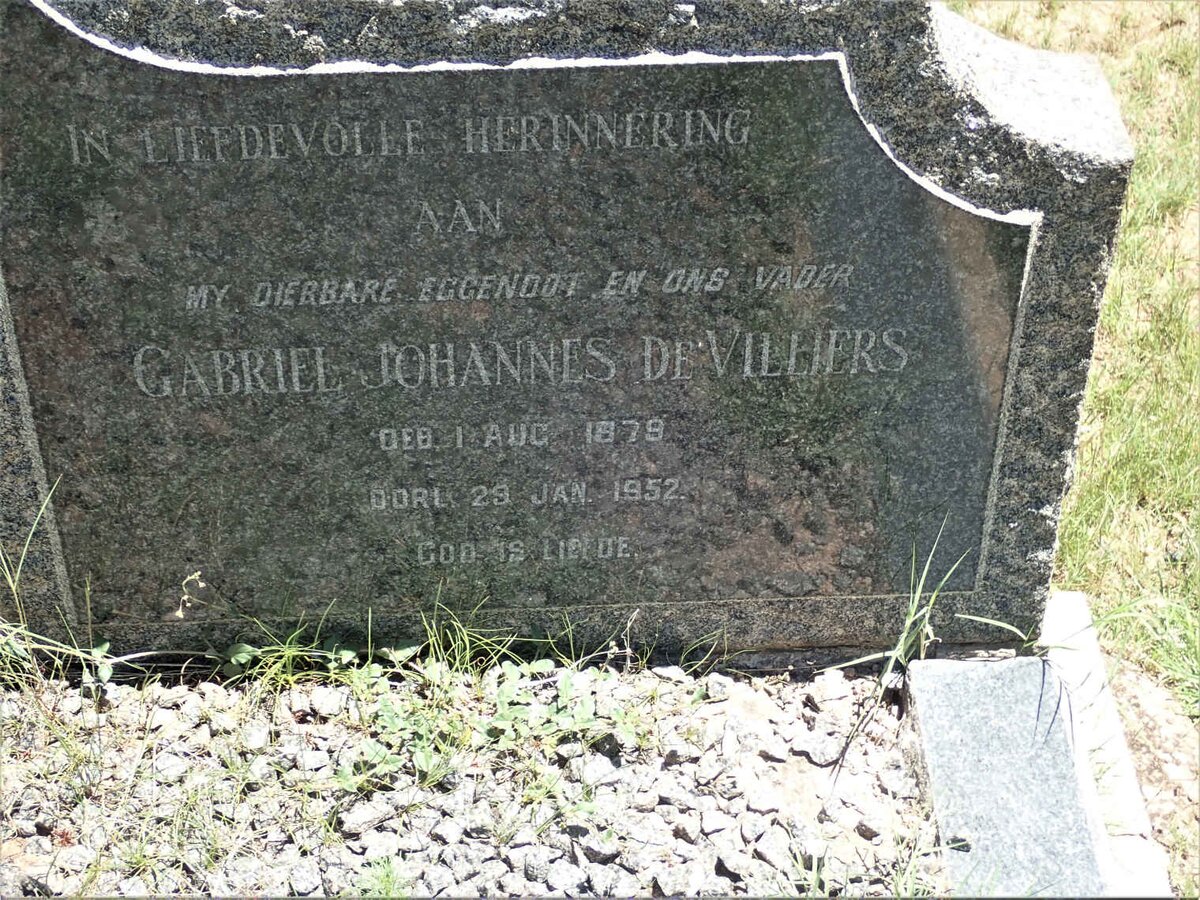 IN LIEFDEVOLLE HERINNERING
AAN
MY DIERBARE EGGENOOT EN ONS VADER
GABRIEL JOHANNES DE VILLIERS
GEB. 1 AUG. 1879
OORL. 29 JAN. 1952.
GOD IS LIEFDE.